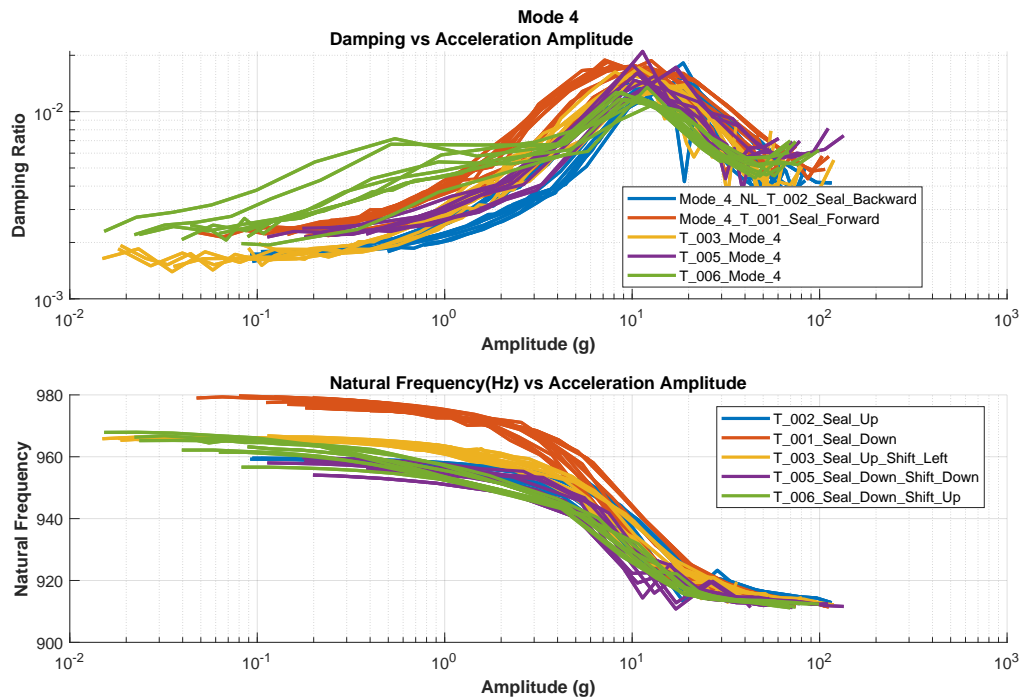 Mode 4
Damping vs Acceleration Amplitude
Damping Ratio
10^-2
10^-3
Mode_4_NL_T_002_Seal_Backward
Mode_4_T_001_Seal_Forward
T_003_Mode_4
T_005_Mode_4
T_006_Mode_4
10^-2 10^-1 10^0 10^1 10^2 10^3
Amplitude (g)
Natural Frequency(Hz) vs Acceleration Amplitude
Natural Frequency
980
960
940
920
900
T_002_Seal_Up
T_001_Seal_Down
T_003_Seal_Up_Shift_Left
T_005_Seal_Down_Shift_Down
T_006_Seal_Down_Shift_Up
10^-2 10^-1 10^0 10^1 10^2 10^3
Amplitude (g)